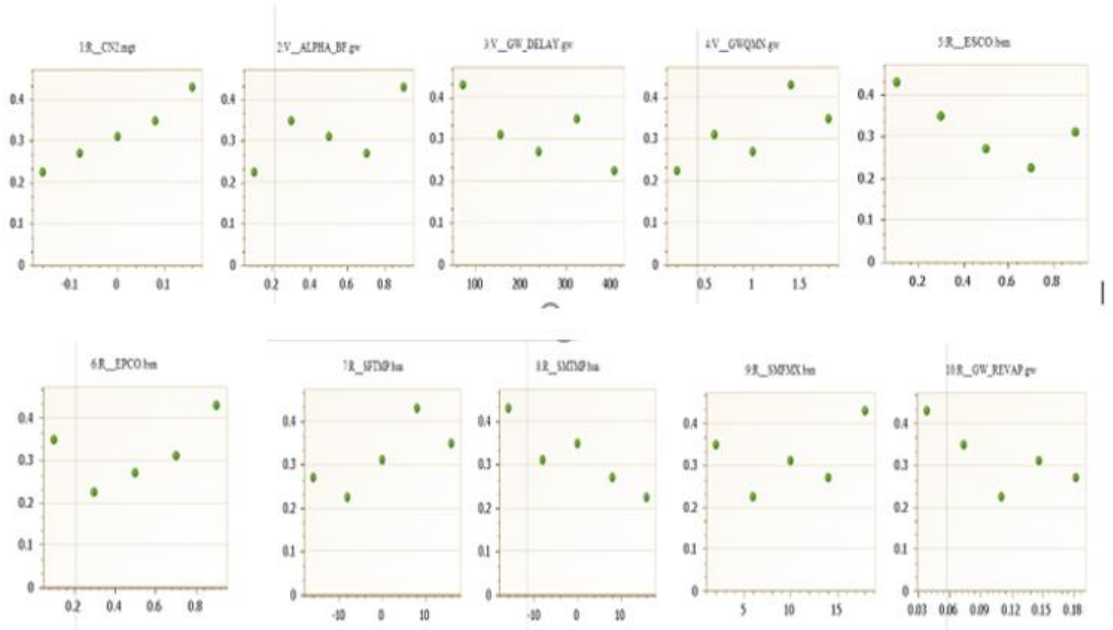 1:R__CN2.mgt
2:V__ALPHA_BF.gw
3:V__GW_DELAY.gw
4:V__GWQMN.gw
5:R__ESCO.bsn
0.4
0.3
0.2
0.1
0
-0.1 0 0.1
0.4
0.3
0.2
0.1
0
0.2 0.4 0.6 0.8
0.4
0.3
0.2
0.1
0
100 200 300 400
0.4
0.3
0.2
0.1
0
0.5 1 1.5
0.4
0.3
0.2
0.1
0
0.2 0.4 0.6 0.8
6:R__EPCO.bsn
7:R__SFTMP.bsn
8:R__SMTMP.bsn
9:R__SMFMX.bsn
10:R__GW_REVAP.gw
0.4
0.3
0.2
0.1
0
0.2 0.4 0.6 0.8
0.4
0.3
0.2
0.1
0
-10 0 10
0.4
0.3
0.2
0.1
0
-10 0 10
0.4
0.3
0.2
0.1
0
5 10 15
0.4
0.3
0.2
0.1
0
0.03 0.06 0.09 0.12 0.15 0.18